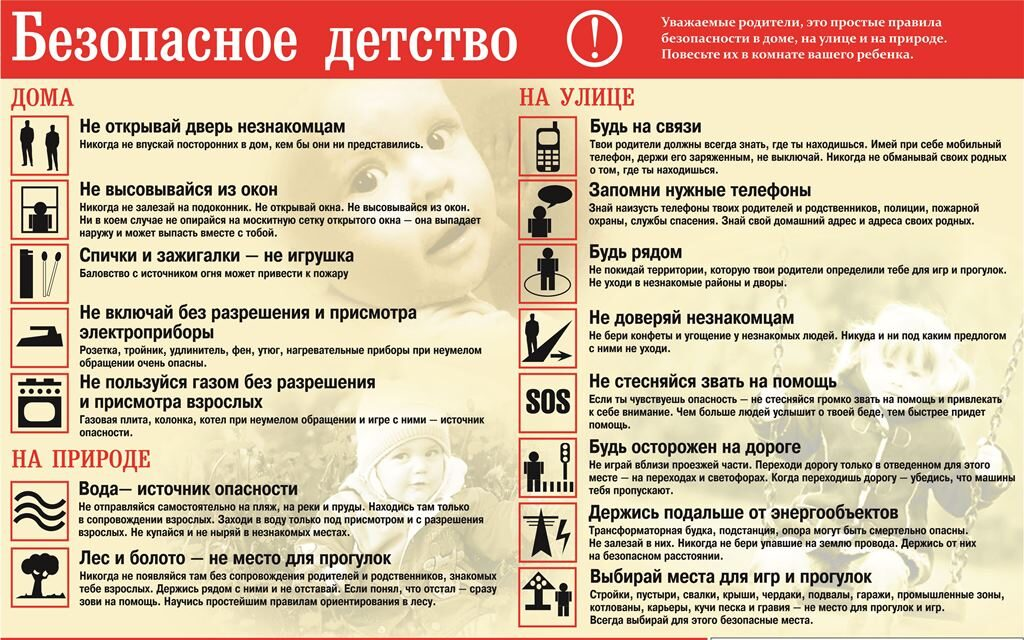 Безопасное детство
Уважаемые родители, это простые правила
безопасности в доме, на улице и на природе.
Повесьте их в комнате вашего ребенка.
ДОМА
Не открывай дверь незнакомцам
Никогда не впускай посторонних в дом, кем бы они ни представились.
Не высовывайся из окон
Никогда не залезай на подоконник. Не открывай окна. Не высовывайся из окон.
Ни в коем случае не опирайся на москитную сетку открытого окна — она выпадает
наружу и может выпасть вместе с тобой.
Спички и зажигалки — не игрушка
Баловство с источником огня может привести к пожару
Не включай без разрешения и присмотра
электроприборы
Розетка, тройник, удлинитель, фен, утюг, нагревательные приборы при неумелом
обращении очень опасны.
Не пользуйся газом без разрешения
и присмотра взрослых
Газовая плита, колонка, котел при неумелом обращении и игре с ними — источник
опасности.
НА ПРИРОДЕ
Вода— источник опасности
Не отправляйся самостоятельно на пляж, на реки и пруды. Находись там только
в сопровождении взрослых. Заходи в воду только под присмотром и с разрешения
взрослых. Не купайся и не ныряй в незнакомых местах.
Лес и болото — не место для прогулок
Никогда не появляйся там без сопровождения родителей и родственников, знакомых
тебе взрослых. Держись рядом с ними и не отставай. Если понял, что отстал — сразу
зови на помощь. Научись простейшим правилам ориентирования в лесу.
НА УЛИЦЕ
Будь на связи
Твои родители должны всегда знать, где ты находишься. Имей при себе мобильный
телефон, держи его заряженным, не выключай. Никогда не обманывай своих родных
о том, где ты находишься.
Запомни нужные телефоны
Знай наизусть телефоны твоих родителей и родственников, полиции, пожарной
охраны, службы спасения. Знай свой домашний адрес и адреса своих родных.
Будь рядом
Не покидай территории, которую твои родители определили тебе для игр и прогулок.
Не уходи в незнакомые районы и дворы.
Не доверяй незнакомцам
Не бери конфеты и угощение у незнакомых людей. Никуда и ни под каким предлогом
с ними не уходи.
SOS
Не стесняйся звать на помощь
Если ты чувствуешь опасность — не стесняйся громко звать на помощь и привлекать
к себе внимание. Чем больше людей услышит о твоей беде, тем быстрее придет
помощь.
Будь осторожен на дороге
Не играй вблизи проезжей части. Переходи дорогу только в отведенном для этого
месте — на переходах и светофорах. Когда переходишь дорогу — убедись, что машины
тебя пропускают.
Держись подальше от энергообъектов
Трансформаторная будка, подстанция, опора могут быть смертельно опасны.
Не залезай в них. Никогда не бери упавшие на землю провода. Держись от них
на безопасном расстоянии.
Выбирай места для игр и прогулок
Стройки, пустыри, свалки, крыши, чердаки, подвалы, гаражи, промышленные зоны,
котлованы, карьеры, кучи песка и гравия — не место для прогулок и игр.
Всегда выбирай для этого безопасные места.